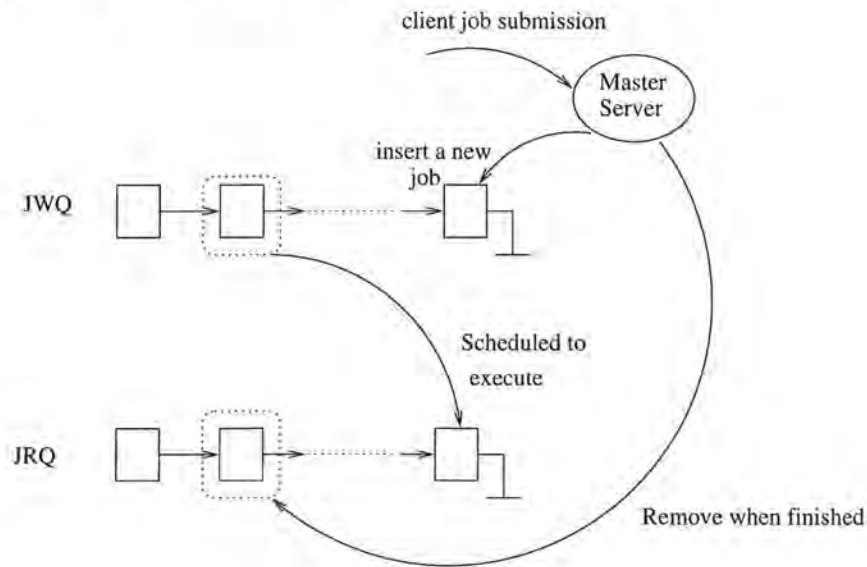 client job submission
Master
Server
insert a new
job
JWQ
Scheduled to
execute
JRQ
Remove when finished